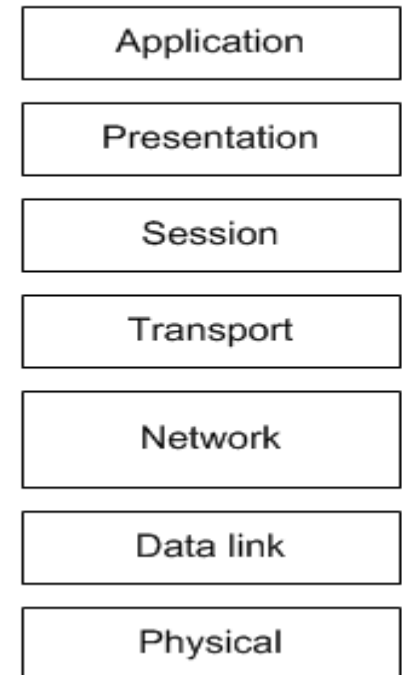 Application
Presentation
Session
Transport
Network
Data link
Physical